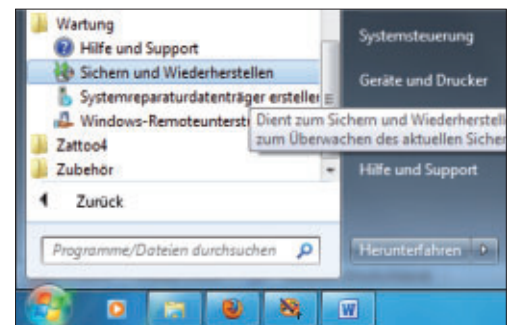 Wartung
Hilfe und Support
Sichern und Wiederherstellen
Systemreparaturdatenträger erstellen
Windows-Remoteunterst
Zattoo4
Zubehör
Zurück
Programme/Dateien durchsuchen
Systemsteuerung
Geräte und Drucker
Dient zum Sichern und Wiederherstell
zum Überwachen des aktuellen Sicher
Hilfe und Support
Herunterfahren
W